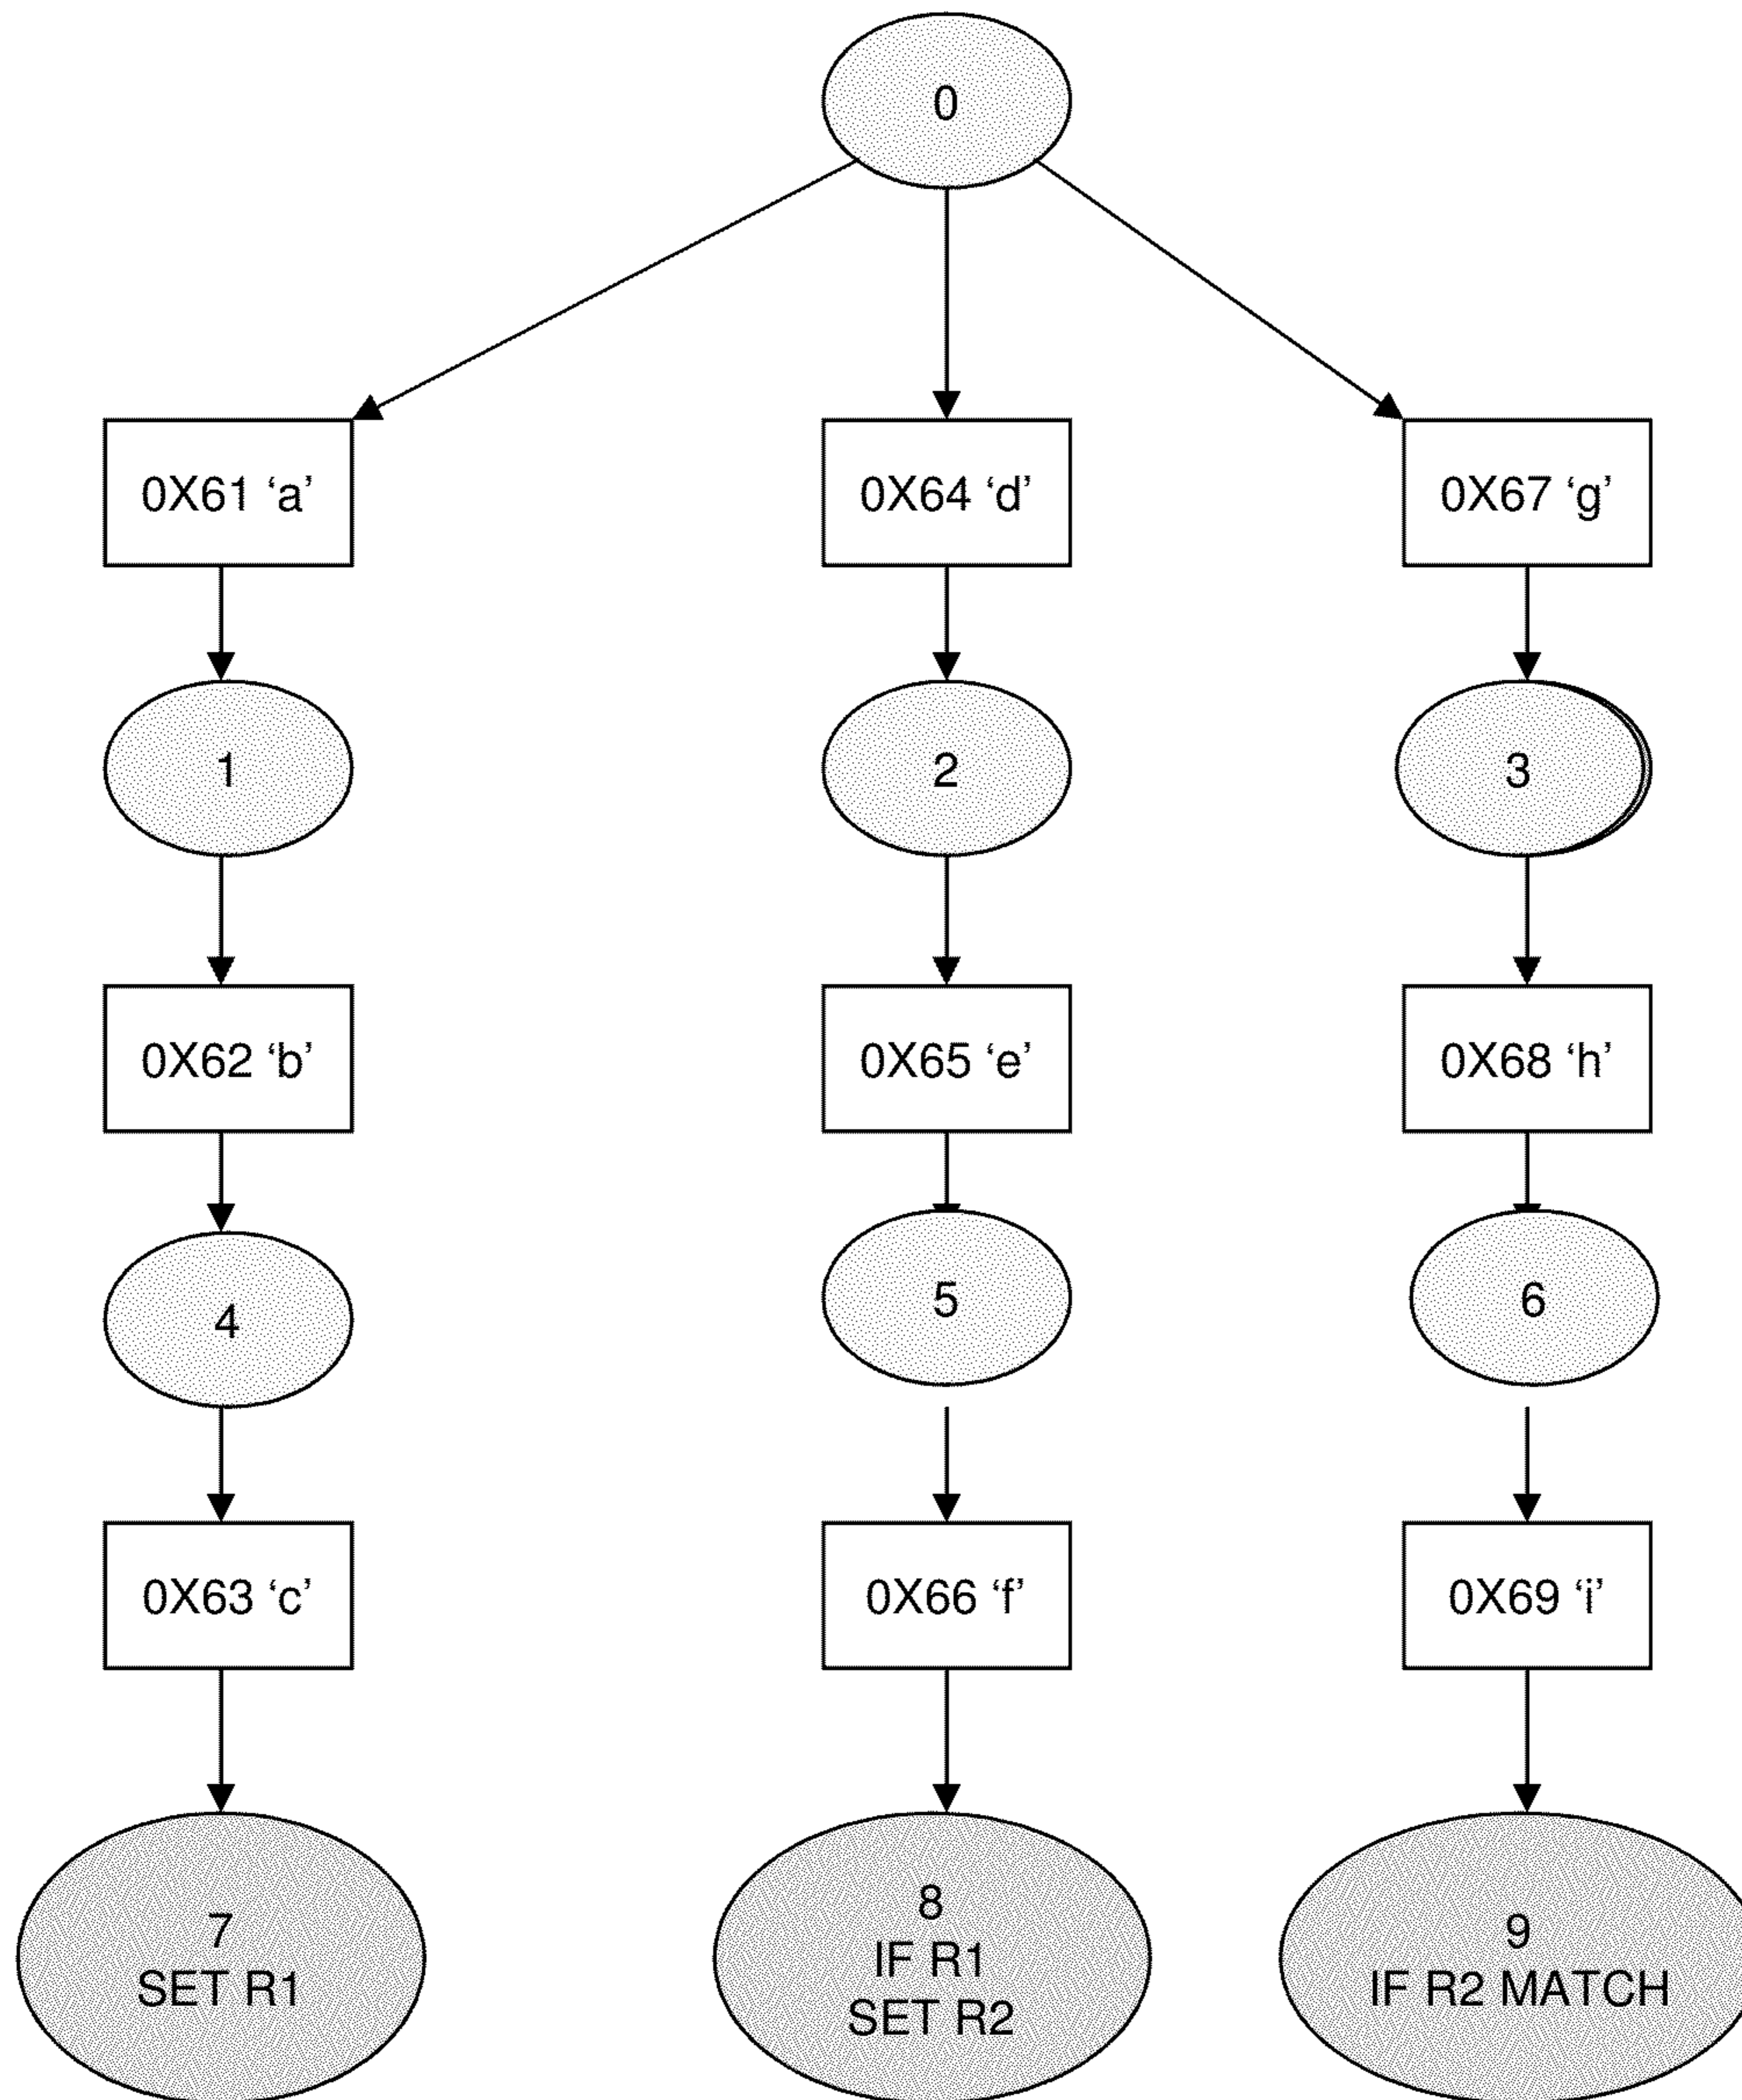 0
0X61 ‘a’
0X64 ‘d’
0X67 ‘g’
1
2
3
0X62 ‘b’
0X65 ‘e’
0X68 ‘h’
4
5
6
0X63 ‘c’
0X66 ‘f’
0X69 ‘i’
7
SET R1
8
IF R1
SET R2
9
IF R2 MATCH